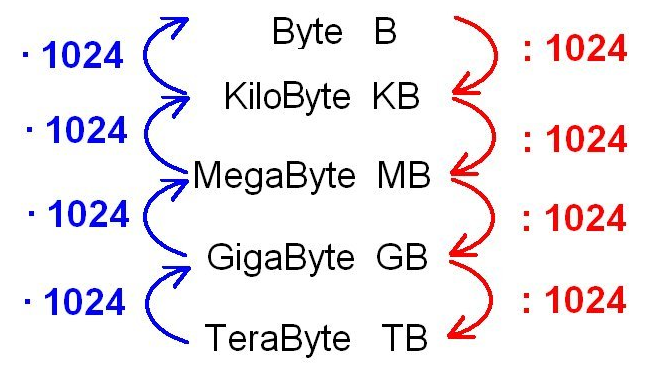 Byte B
· 1024 : 1024
KiloByte KB
· 1024 : 1024
MegaByte MB
· 1024 : 1024
GigaByte GB
· 1024 : 1024
TeraByte TB